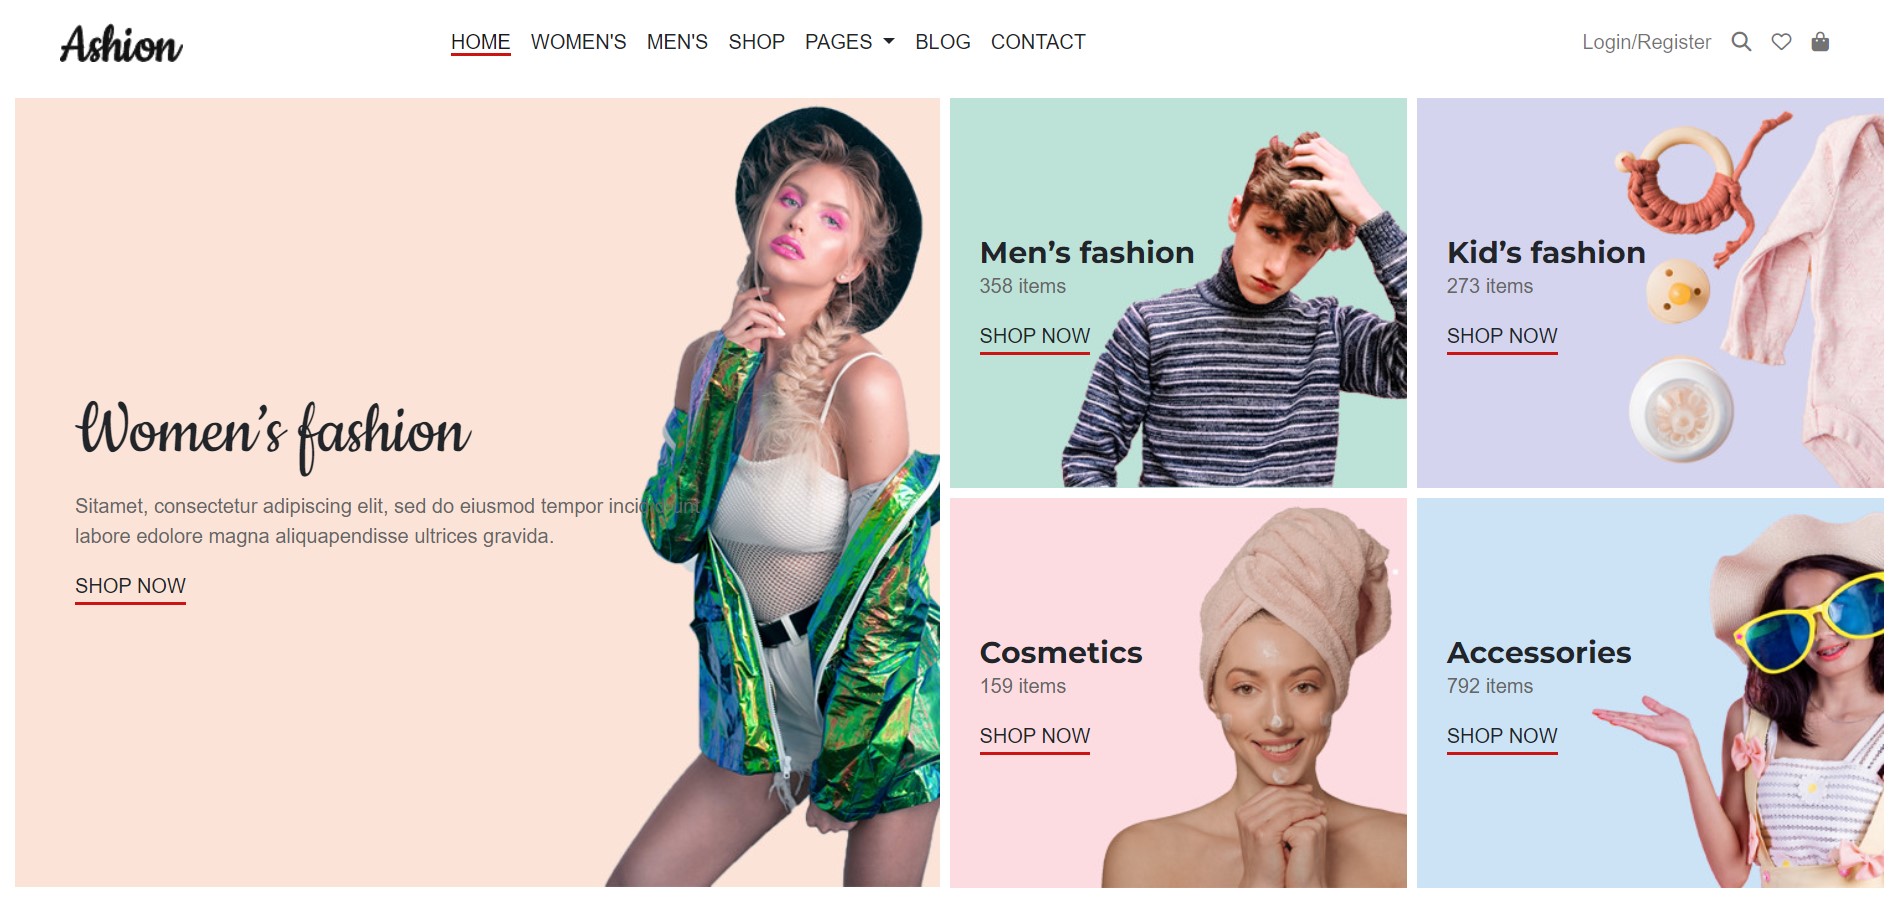 Ashion
HOME WOMEN'S MEN'S SHOP PAGES BLOG CONTACT
Login/Register
Women’s fashion
Sitamet, consectetur adipiscing elit, sed do eiusmod tempor
labore edolore magna aliquapendisse ultrices gravida.
SHOP NOW
Men’s fashion
358 items
SHOP NOW
Kid’s fashion
273 items
SHOP NOW
Cosmetics
159 items
SHOP NOW
Accessories
792 items
SHOP NOW